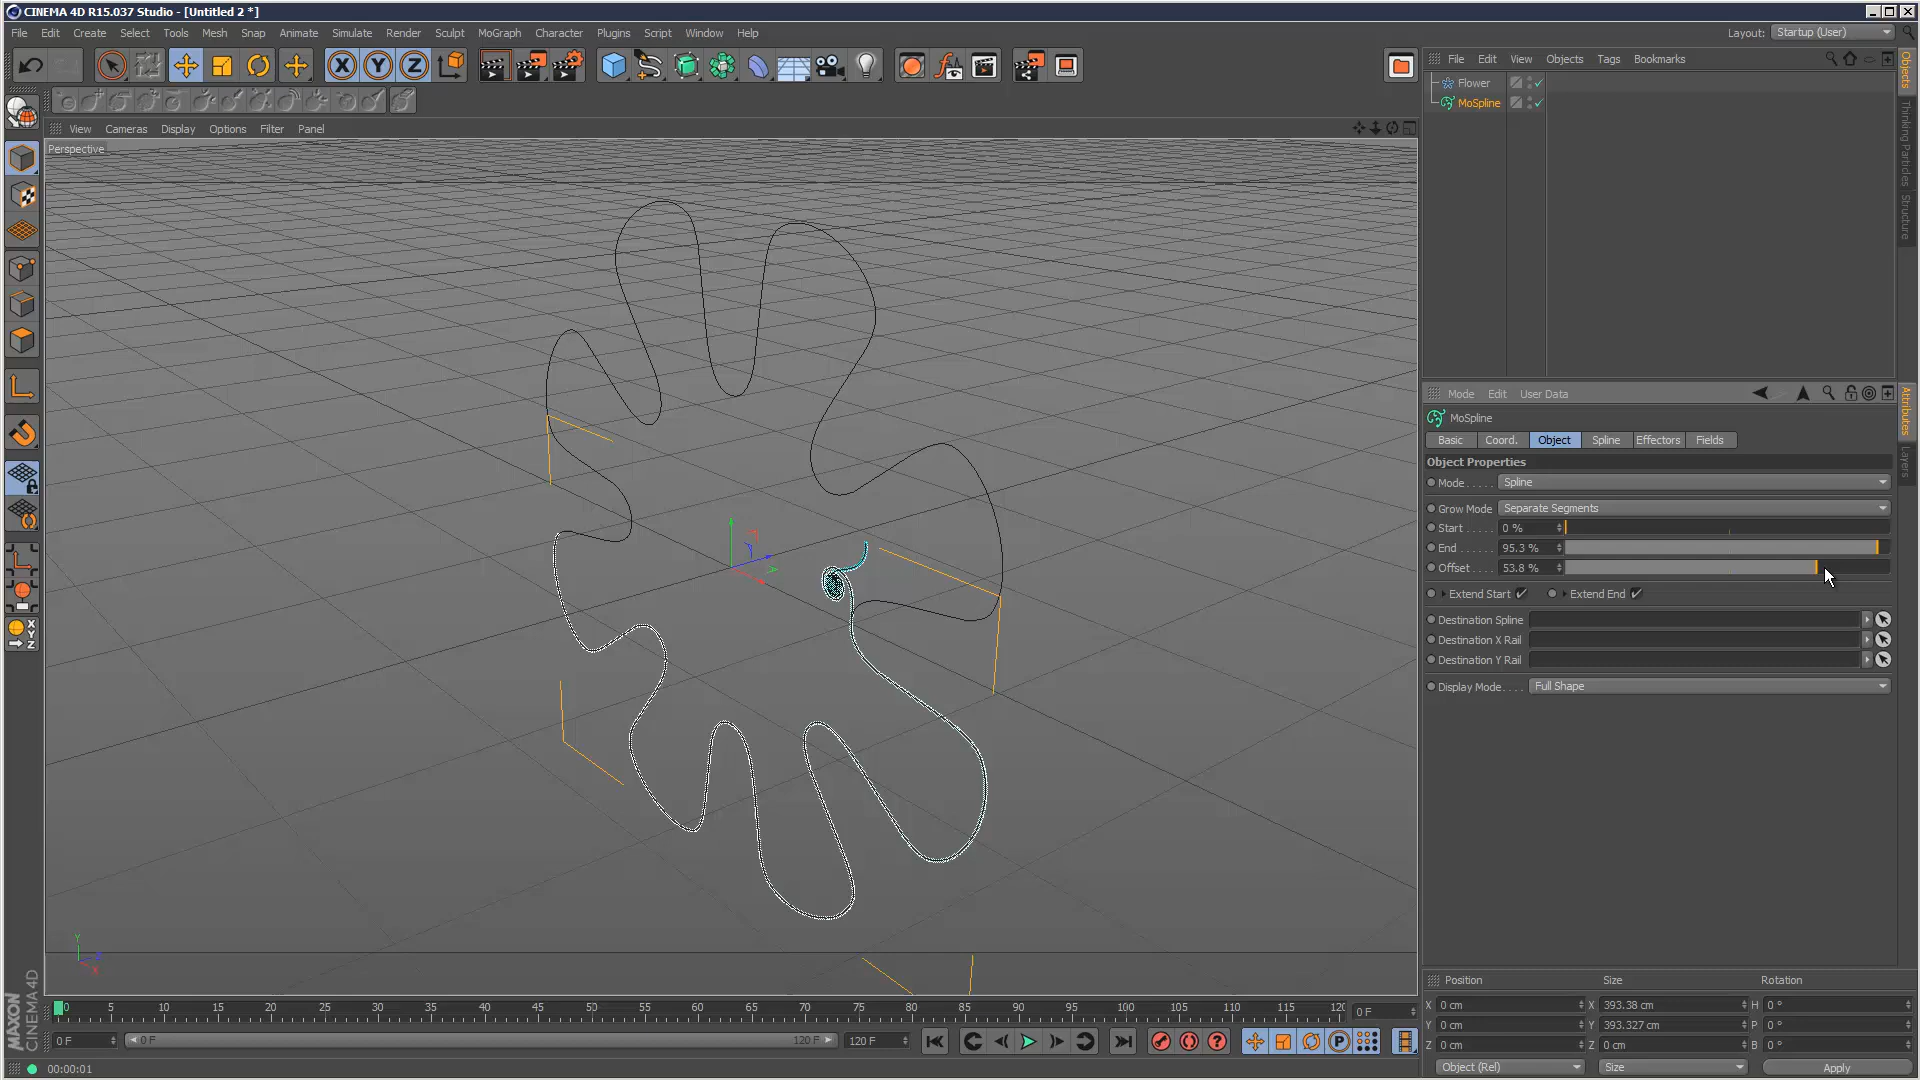 CINEMA 4D R15.037 Studio - [Untitled 2 *]
File Edit Create Select Tools Mesh Snap Animate Simulate Render Sculpt MoGraph Character Plugins Script Window Help
Layout: Startup (User)
File Edit View Objects Tags Bookmarks
Flower
MoSpline
Objects
Thinking Particles
Structure
View Cameras Display Options Filter Panel
Perspective
Mode Edit User Data
MoSpline
Basic Coord. Object Spline Effectors Fields
Object Properties
Mode..... Spline
Grow Mode Separate Segments
Start..... 0 %
End...... 95.3 %
Offset.... 53.8 %
Extend Start Extend End
Destination Spline
Destination X Rail
Destination Y Rail
Display Mode.... Full Shape
Attributes
Layers
X
Y
Z
Y
Z
X
Position Size Rotation
X 0 cm X 393.38 cm H 0 °
Y 0 cm Y 393.327 cm P 0 °
Z 0 cm Z 0 cm B 0 °
Object (Rel) Size Apply
0 5 10 15 20 25 30 35 40 45 50 55 60 65 70 75 80 85 90 95 100 105 110 115 0 F
0 F 0 F 120 F 120 F
MAXON
CINEMA 4D
00:00:01